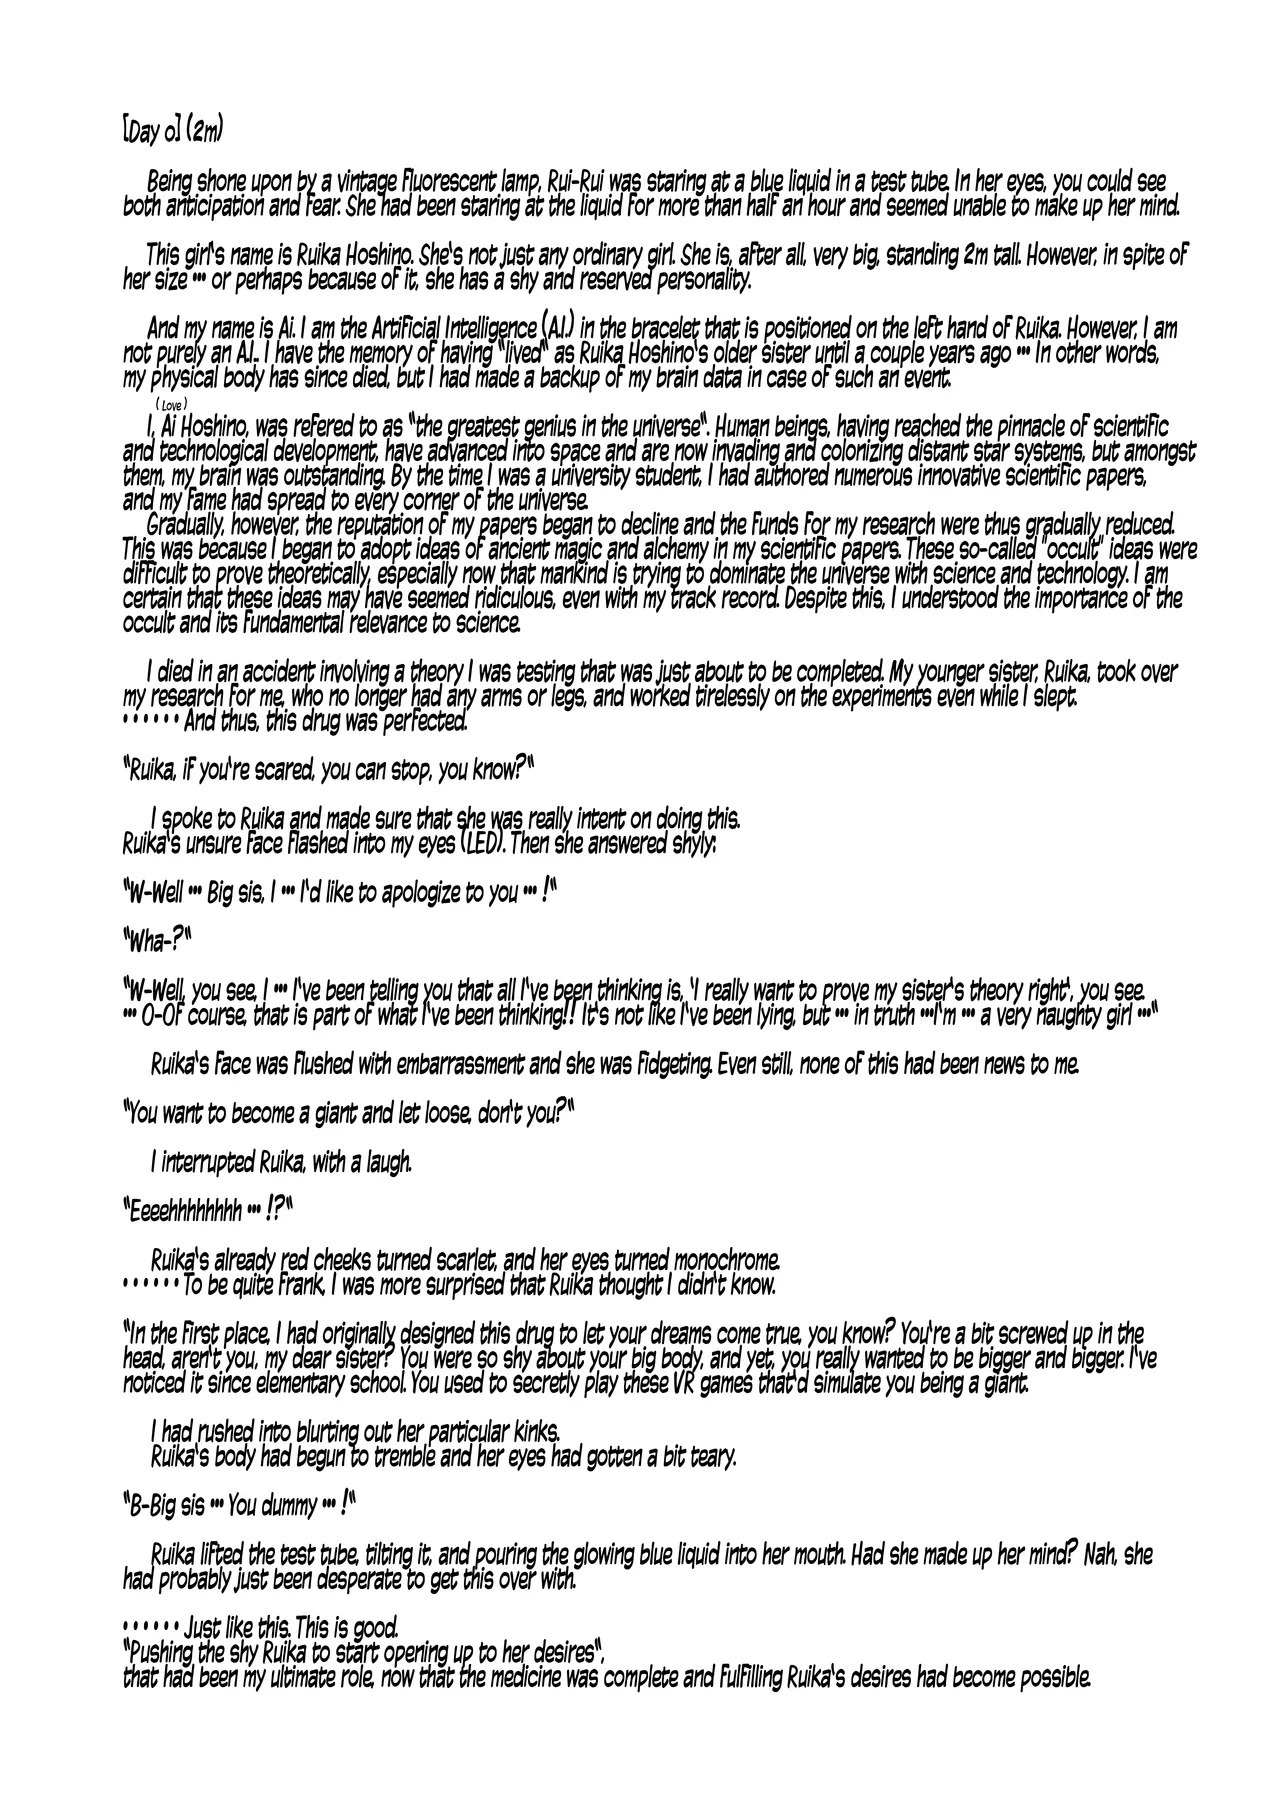 [Day 0] (2m)
Being shone upon by a vintage fluorescent lamp, Rui-Rui was staring at a blue liquid in a test tube. In her eyes, you could see
both anticipation and fear. She had been staring at the liquid for more than half an hour and seemed unable to make up her mind.
This girl's name is Ruika Hoshino. She's not just any ordinary girl. She is, after all, very big, standing 2m tall. However, in spite of
her size ... or perhaps because of it, she has a shy and reserved personality.
And my name is Ai. I am the Artificial Intelligence (A.I.) in the bracelet that is positioned on the left hand of Ruika. However, I am
not purely an A.I.. I have the memory of having "lived" as Ruika Hoshino's older sister until a couple years ago ... In other words,
my physical body has since died, but I had made a backup of my brain data in case of such an event.
(Love)
I, Ai Hoshino, was refered to as "the greatest genius in the universe". Human beings, having reached the pinnacle of scientific
and technological development, have advanced into space and are now invading and colonizing distant star systems, but amongst
them, my brain was outstanding. By the time I was a university student, I had authored numerous innovative scientific papers,
and my fame had spread to every corner of the universe.
Gradually, however, the reputation of my papers began to decline and the funds for my research were thus gradually reduced.
This was because I began to adopt ideas of ancient magic and alchemy in my scientific papers. These so-called "occult" ideas were
difficult to prove theoretically, especially now that mankind is trying to dominate the universe with science and technology. I am
certain that these ideas may have seemed ridiculous, even with my track record. Despite this, I understood the importance of the
occult and its fundamental relevance to science.
I died in an accident involving a theory I was testing that was just about to be completed. My younger sister, Ruika, took over
my research for me, who no longer had any arms or legs, and worked tirelessly on the experiments even while I slept.
• • • • • • And thus, this drug was perfected.
"Ruika, if you're scared, you can stop, you know?"
I spoke to Ruika and made sure that she was really intent on doing this.
Ruika's unsure face flashed into my eyes (LED). Then she answered shyly;
"W-Well ... Big sis, I ... I'd like to apologize to you ... !"
"Wha-?"
"W-Well, you see, I ... I've been telling you that all I've been thinking is, 'I really want to prove my sister's theory right', you see.
... O-Of course, that is part of what I've been thinking!! It's not like I've been lying, but ... in truth ...I'm ... a very naughty girl ..."
Ruika's face was flushed with embarrassment and she was fidgeting. Even still, none of this had been news to me.
"You want to become a giant and let loose, don't you?"
I interrupted Ruika, with a laugh.
"Eeeehhhhhhhh ... !?"
Ruika's already red cheeks turned scarlet, and her eyes turned monochrome.
• • • • • • To be quite frank, I was more surprised that Ruika thought I didn't know.
"In the first place, I had originally designed this drug to let your dreams come true, you know? You're a bit screwed up in the
head, aren't you, my dear sister? You were so shy about your big body, and yet, you really wanted to be bigger and bigger. I've
noticed it since elementary school. You used to secretly play these VR games that'd simulate you being a giant.
I had rushed into blurting out her particular kinks.
Ruika's body had begun to tremble and her eyes had gotten a bit teary.
"B-Big sis ... You dummy ... !"
Ruika lifted the test tube, tilting it, and pouring the glowing blue liquid into her mouth. Had she made up her mind? Nah, she
had probably just been desperate to get this over with.
• • • • • • Just like this. This is good.
"Pushing the shy Ruika to start opening up to her desires",
that had been my ultimate role, now that the medicine was complete and fulfilling Ruika's desires had become possible.